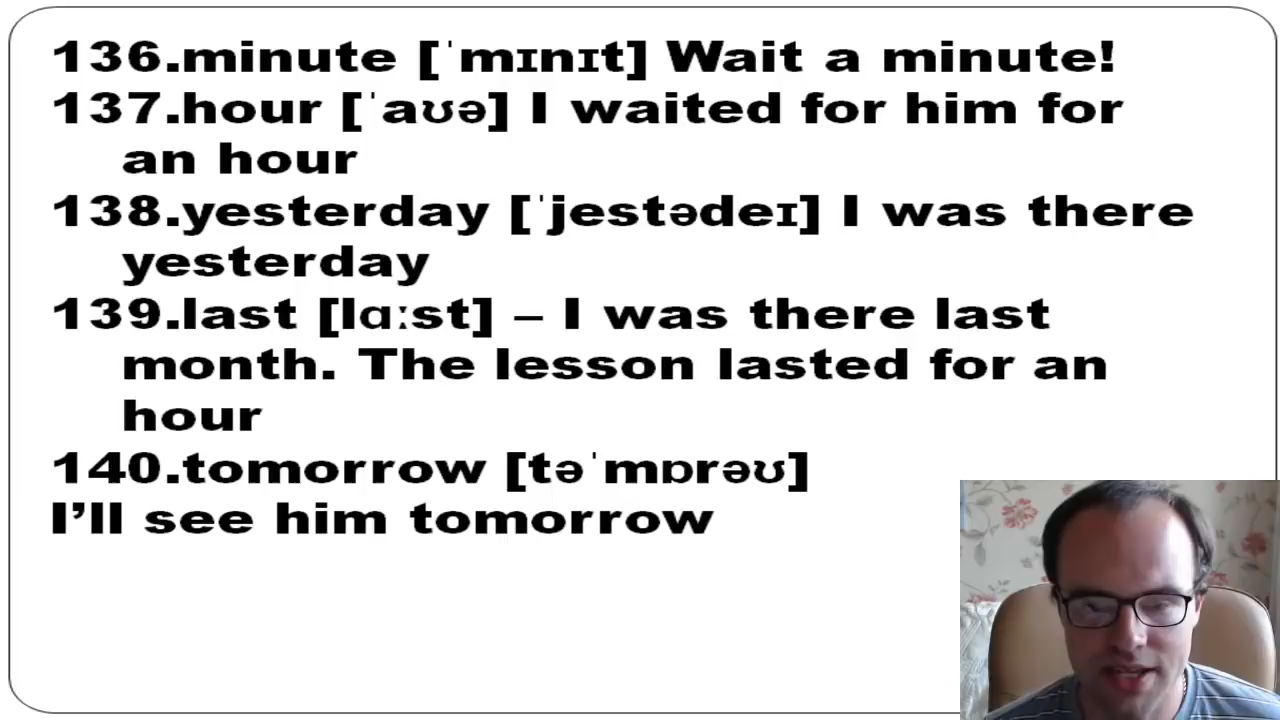 136.minute [ˈmɪnɪt] Wait a minute!
137.hour [ˈaʊə] I waited for him for
an hour
138.yesterday [ˈjestədeɪ] I was there
yesterday
139.last [lɑːst] – I was there last
month. The lesson lasted for an
hour
140.tomorrow [təˈmɒrəʊ]
I’ll see him tomorrow